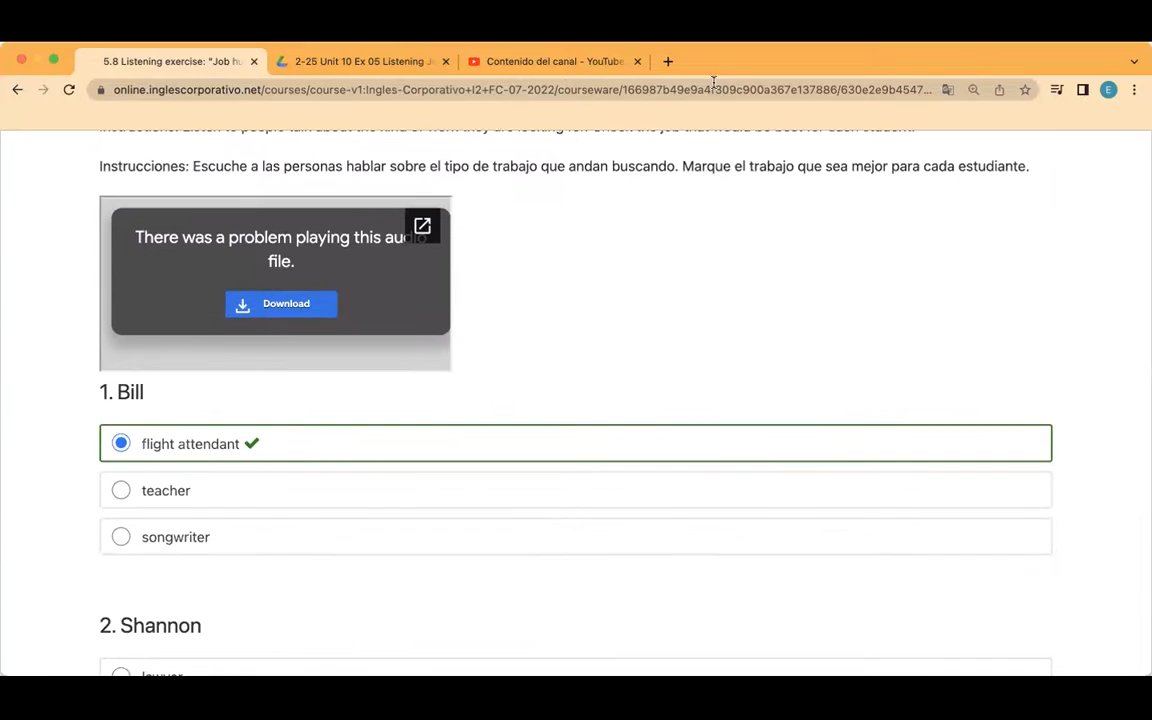 5.8 Listening exercise: "Job hu
2-25 Unit 10 Ex 05 Listening J
Contenido del canal - YouTube
online.inglescorporativo.net/courses/course-v1:Ingles-Corporativo+I2+FC-07-2022/courseware/166987b49e9a4f309c900a367e137886/630e2e9b4547...
E
Instrucciones: Escuche a las personas hablar sobre el tipo de trabajo que andan buscando. Marque el trabajo que sea mejor para cada estudiante.
There was a problem playing this audio
file.
Download
1. Bill
flight attendant
teacher
songwriter
2. Shannon
lawyer